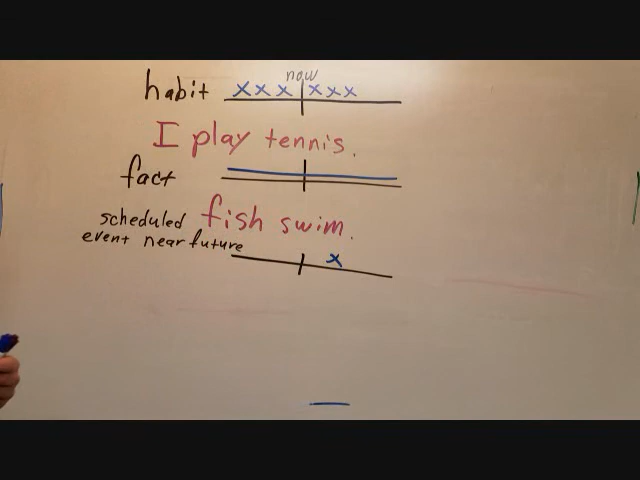 now
habit xxx xxx
I play tennis.
fact
fish swim.
scheduled
event near future
x